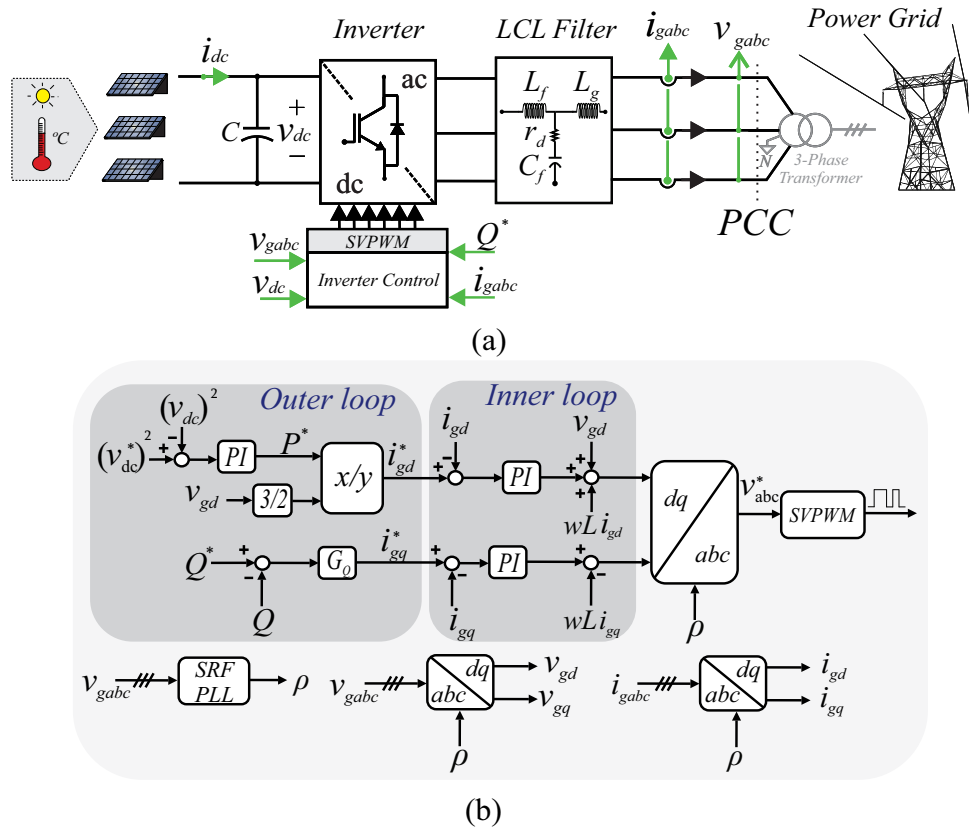 Inverter
LCL Filter
Power Grid
i_dc
i_gabc
v_gabc
ac
L_f L_g
°C
C
+
v_dc
−
r_d
C_f
N
3-Phase
Transformer
dc
PCC
v_gabc
SVPWM
Q*
v_dc
Inverter Control
i_gabc
(a)
Outer loop
Inner loop
(v_dc)²
i_gd
v_gd
(v*_dc)²
+ −
PI
P*
x/y
i*_gd
+ −
PI
+ + +
v_gd
3/2
wLi_gd
dq
abc
v*_abc
SVPWM
Q*
+ −
G_Q
i*_gq
+ −
PI
+ −
Q
i_gq
wLi_gq
ρ
v_gabc
SRF
PLL
ρ
v_gabc
dq
abc
v_gd
v_gq
ρ
i_gabc
dq
abc
i_gd
i_gq
ρ
(b)